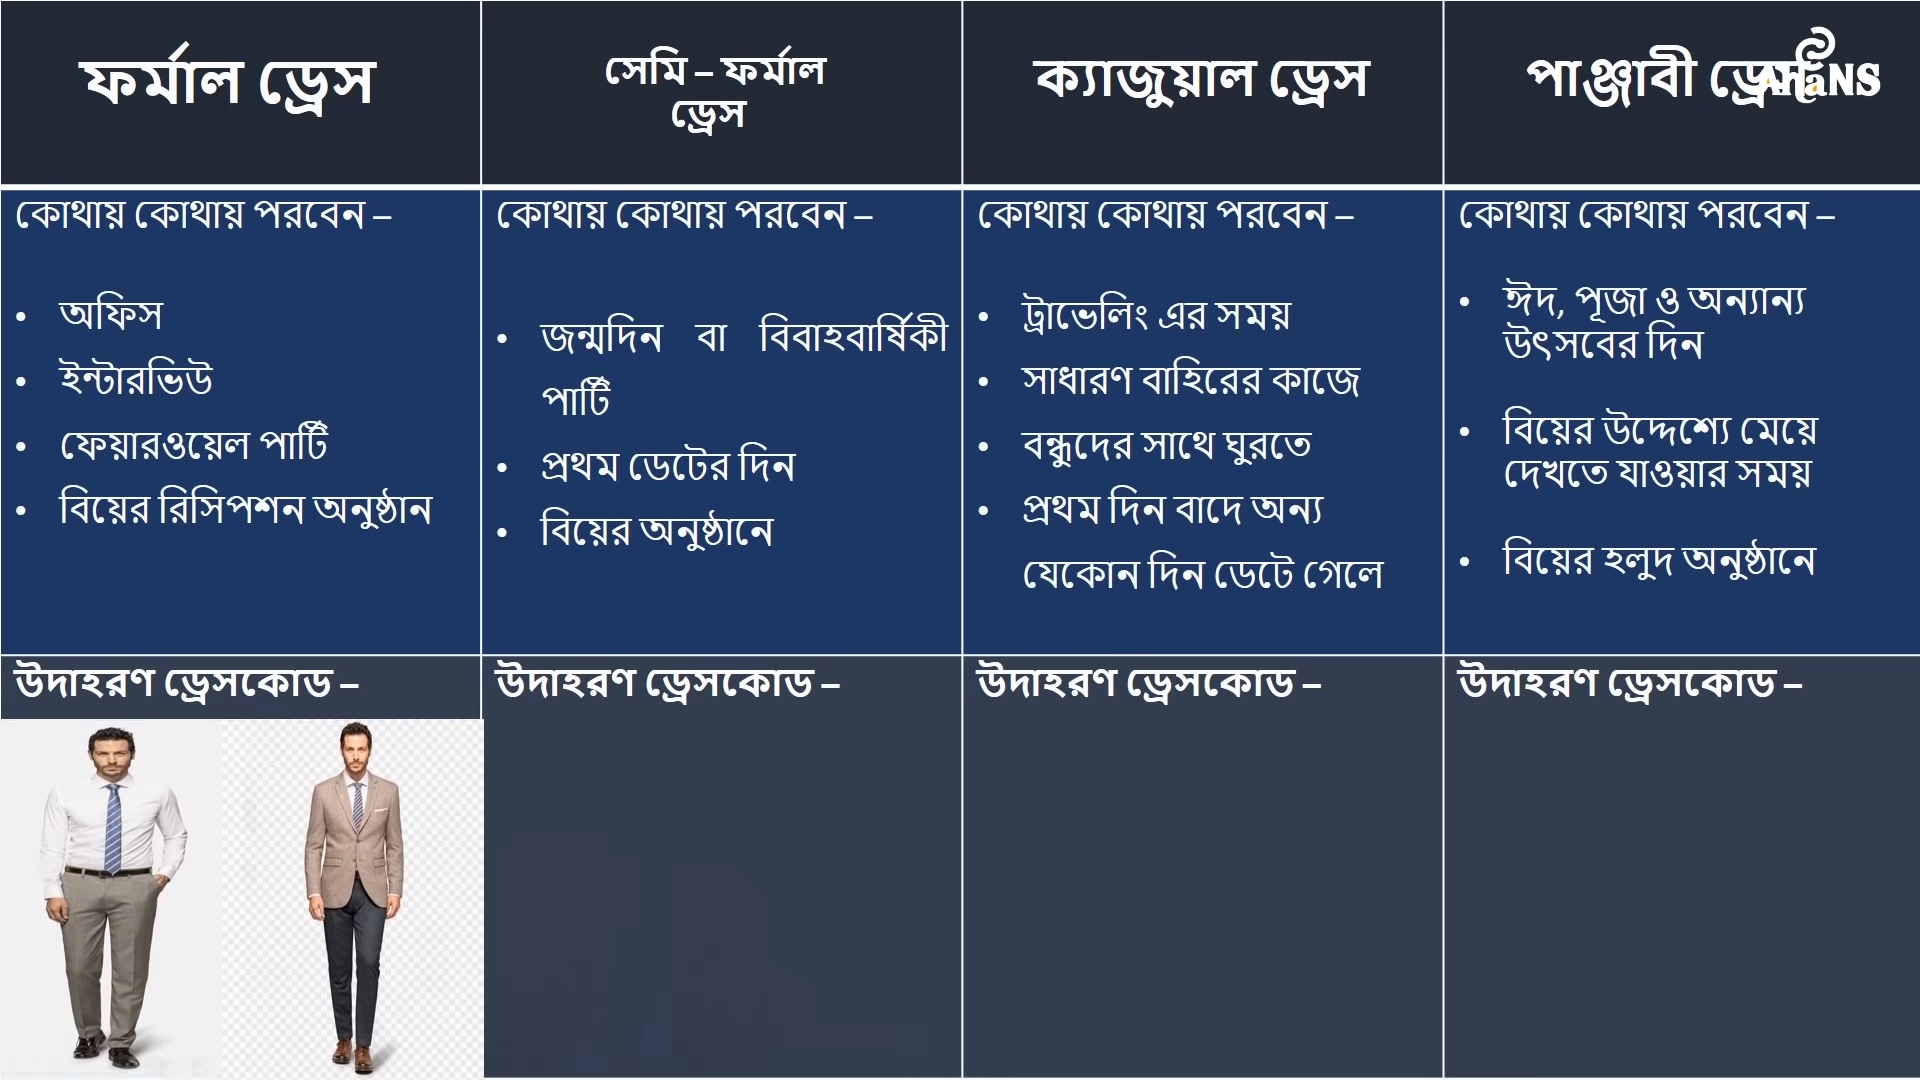 ফর্মাল ড্রেস
সেমি – ফর্মাল
ড্রেস
ক্যাজুয়াল ড্রেস
পাঞ্জাবী ড্রেস
কোথায় কোথায় পরবেন –
• অফিস
• ইন্টারভিউ
• ফেয়ারওয়েল পার্টি
• বিয়ের রিসিপশন অনুষ্ঠান
কোথায় কোথায় পরবেন –
• জন্মদিন বা বিবাহবার্ষিকী
পার্টি
• প্রথম ডেটের দিন
• বিয়ের অনুষ্ঠানে
কোথায় কোথায় পরবেন –
• ট্রাভেলিং এর সময়
• সাধারণ বাহিরের কাজে
• বন্ধুদের সাথে ঘুরতে
• প্রথম দিন বাদে অন্য
যেকোন দিন ডেটে গেলে
কোথায় কোথায় পরবেন –
• ঈদ, পূজা ও অন্যান্য
উৎসবের দিন
• বিয়ের উদ্দেশ্যে মেয়ে
দেখতে যাওয়ার সময়
• বিয়ের হলুদ অনুষ্ঠানে
উদাহরণ ড্রেসকোড –
উদাহরণ ড্রেসকোড –
উদাহরণ ড্রেসকোড –
উদাহরণ ড্রেসকোড –